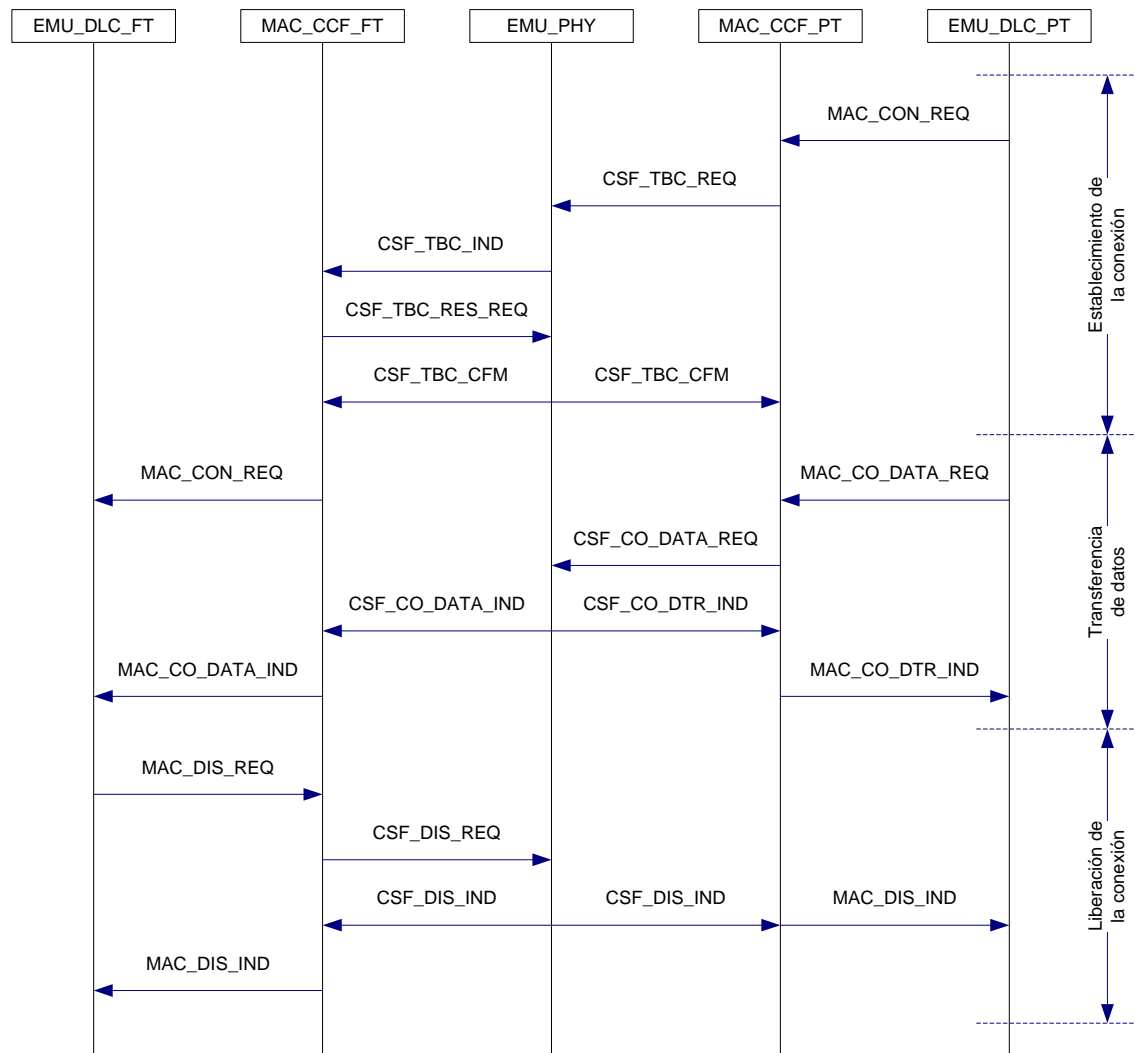 EMU_DLC_FT
MAC_CCF_FT
EMU_PHY
MAC_CCF_PT
EMU_DLC_PT
MAC_CON_REQ
CSF_TBC_REQ
CSF_TBC_IND
CSF_TBC_RES_REQ
CSF_TBC_CFM
CSF_TBC_CFM
Establecimiento de
la conexión
MAC_CON_REQ
MAC_CO_DATA_REQ
CSF_CO_DATA_REQ
CSF_CO_DATA_IND
CSF_CO_DTR_IND
MAC_CO_DATA_IND
MAC_CO_DTR_IND
Transferencia
de datos
MAC_DIS_REQ
CSF_DIS_REQ
CSF_DIS_IND
CSF_DIS_IND
MAC_DIS_IND
MAC_DIS_IND
Liberación de
la conexión